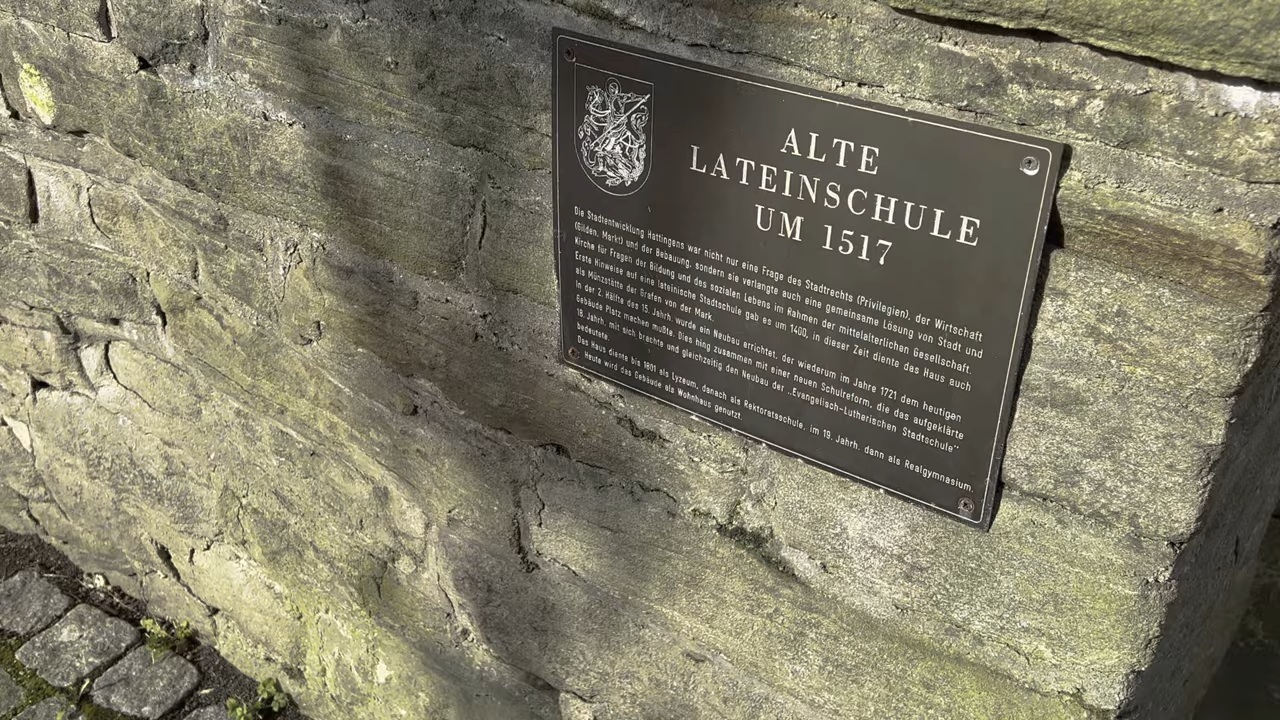 ALTE
LATEINSCHULE
UM 1517
Die Stadtentwicklung Hattingens war nicht nur eine Frage des Stadtrechts (Privilegien), der Wirtschaft
(Gilden, Markt) und der Bebauung, sondern sie verlangte auch eine gemeinsame Lösung von Stadt und
Kirche für Fragen der Bildung und des sozialen Lebens im Rahmen der mittelalterlichen Gesellschaft.
Erste Hinweise auf eine lateinische Stadtschule gab es um 1400, in dieser Zeit diente das Haus auch
als Münzstätte der Grafen von der Mark.
In der 2. Hälfte des 15. Jahrh. wurde ein Neubau errichtet, der wiederum im Jahre 1721 dem heutigen
Gebäude Platz machen mußte. Dies hing zusammen mit einer neuen Schulreform, die das aufgeklärte
18. Jahrh. mit sich brachte und gleichzeitig den Neubau der „Evangelisch-Lutherischen Stadtschule"
bedeutete.
Das Haus diente bis 1801 als Lyzeum, danach als Rektoratsschule, im 19. Jahrh. dann als Realgymnasium.
Heute wird das Gebäude als Wohnhaus genutzt.